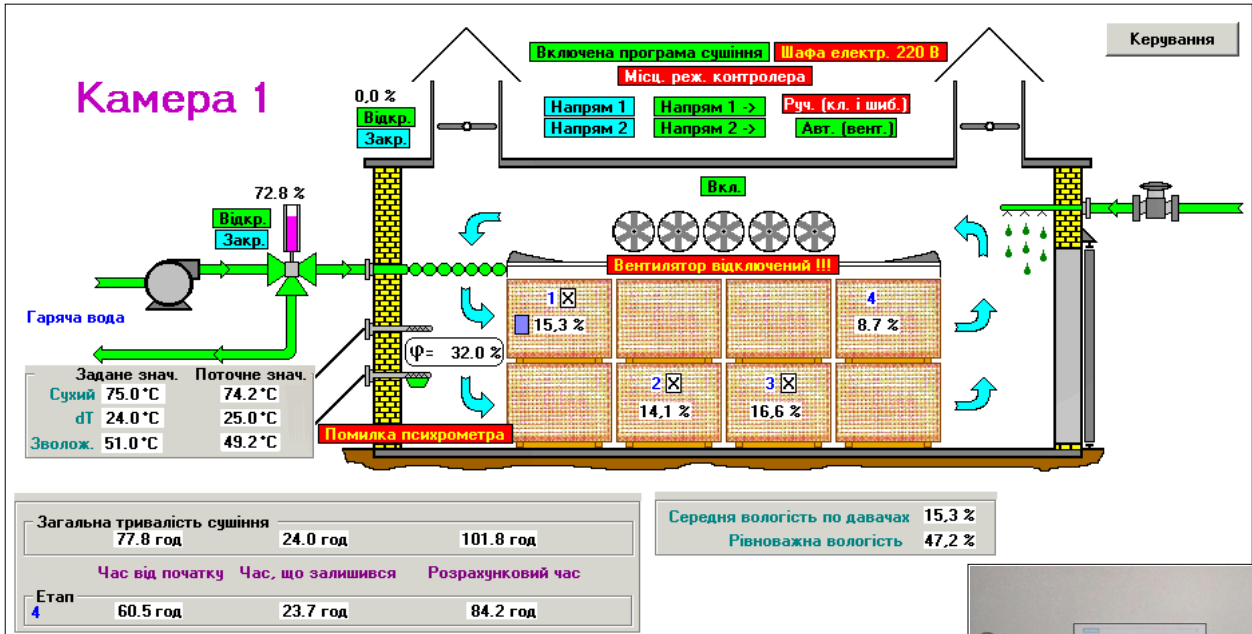 Керування
Включена програма сушіння
Шафа електр. 220 В
Місц. реж. контролера
Камера 1
0,0 %
Відкр.
Закр.
Напрям 1
Напрям 1 ->
Руч. (кл. і шиб.)
Напрям 2
Напрям 2 ->
Авт. (вент.)
Вкл.
72.8 %
Відкр.
Закр.
Вентилятор відключений !!!
Гаряча вода
1
15,3 %
4
8.7 %
φ= 32.0 %
2
14,1 %
3
16,6 %
Задане знач. Поточне знач.
Сухий 75.0°C 74.2°C
dT 24.0°C 25.0°C
Зволож. 51.0°C 49.2°C
Помилка психрометра
Загальна тривалість сушіння
77.8 год 24.0 год 101.8 год
Час від початку Час, що залишився Розрахунковий час
Етап
4 60.5 год 23.7 год 84.2 год
Середня вологість по давачах 15,3 %
Рівноважна вологість 47,2 %